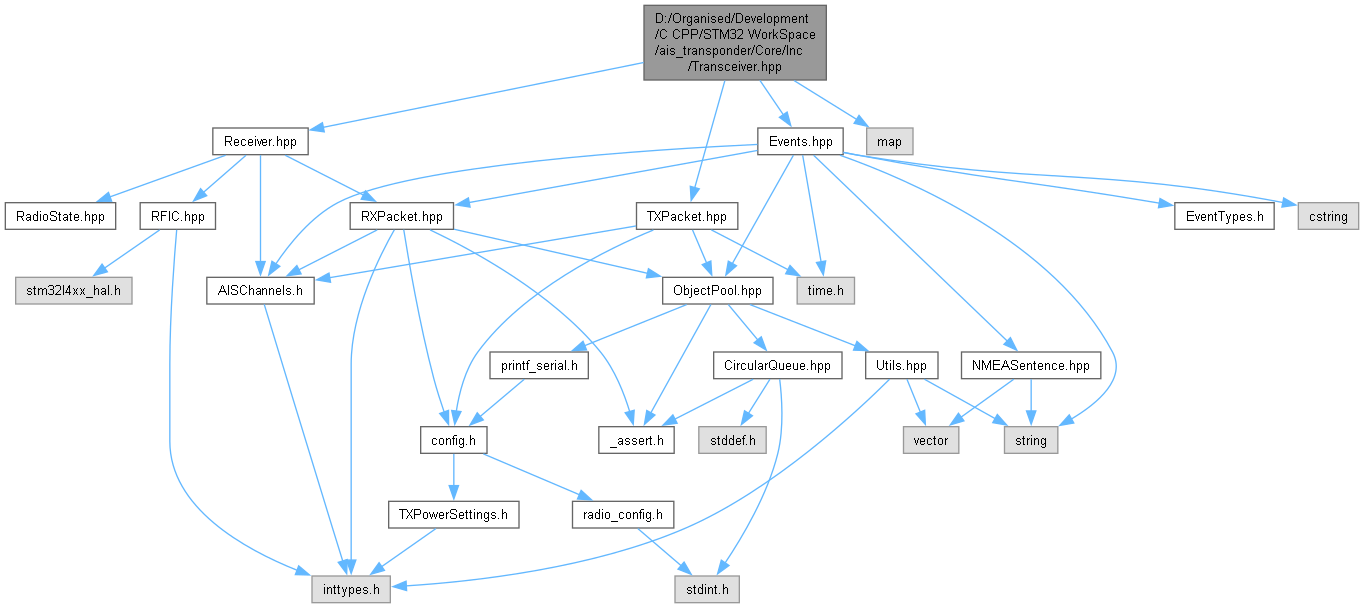 D:/Organised/Development
/C CPP/STM32 WorkSpace
/ais_transponder/Core/Inc
/Transceiver.hpp
Receiver.hpp
Events.hpp
map
RadioState.hpp
RFIC.hpp
RXPacket.hpp
TXPacket.hpp
EventTypes.h
cstring
stm32l4xx_hal.h
AISChannels.h
ObjectPool.hpp
time.h
printf_serial.h
CircularQueue.hpp
Utils.hpp
NMEASentence.hpp
config.h
_assert.h
stddef.h
vector
string
TXPowerSettings.h
radio_config.h
inttypes.h
stdint.h